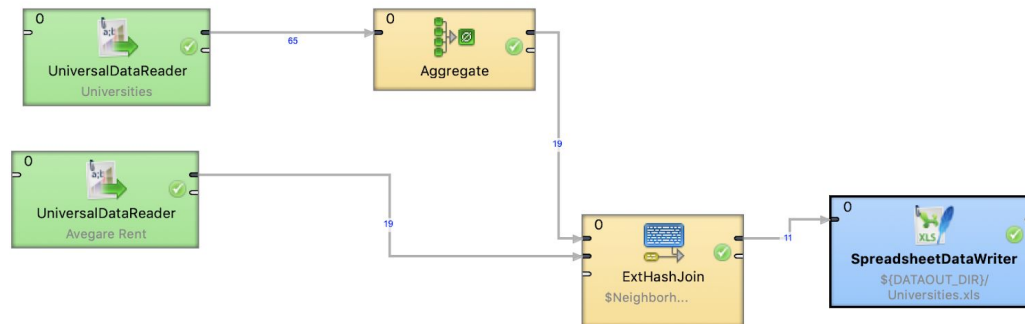 0
UniversalDataReader
Universities
65
0
Aggregate
19
0
UniversalDataReader
Avegare Rent
19
0
ExtHashJoin
$Neighborh...
11
0
XLS
SpreadsheetDataWriter
${DATAOUT_DIR}/
Universities.xls